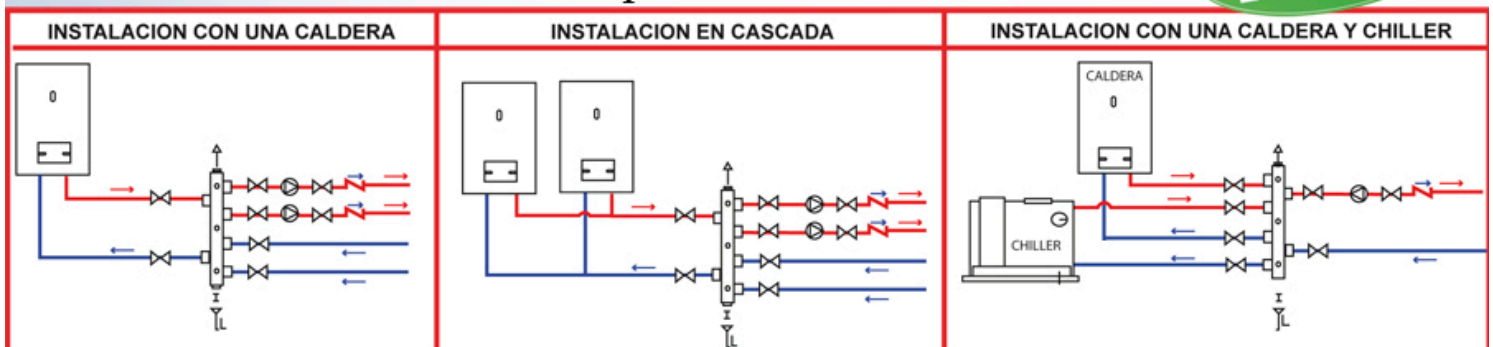 INSTALACION CON UNA CALDERA
INSTALACION EN CASCADA
INSTALACION CON UNA CALDERA Y CHILLER
CALDERA
CHILLER